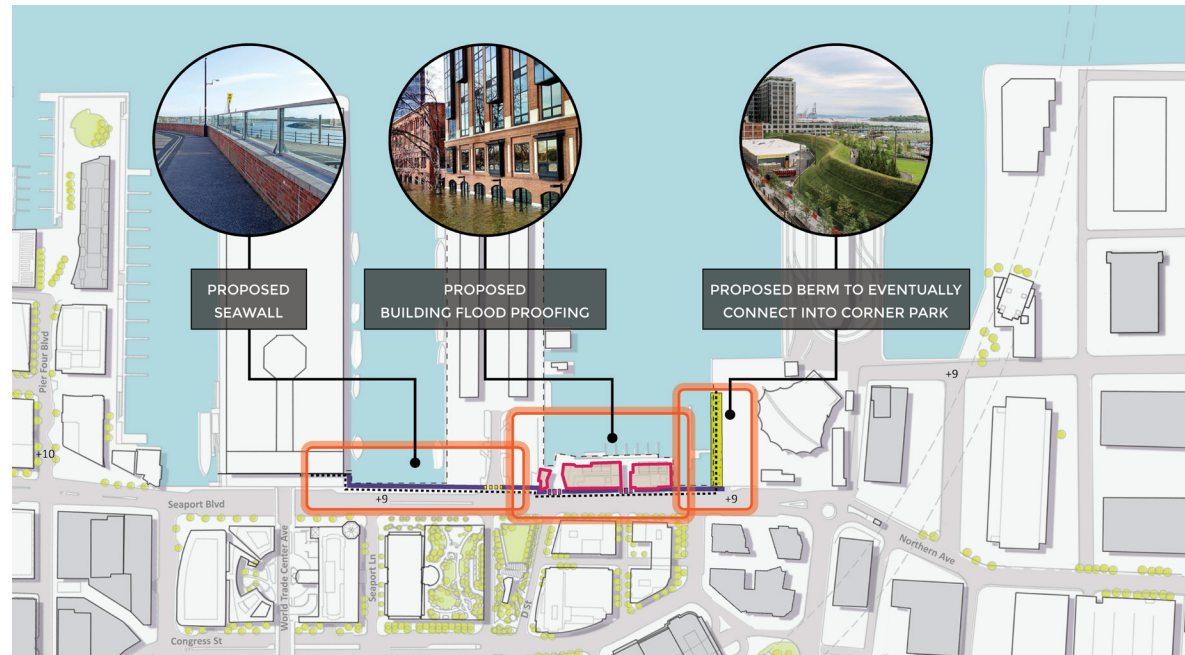 PROPOSED
SEAWALL
PROPOSED
BUILDING FLOOD PROOFING
PROPOSED BERM TO EVENTUALLY
CONNECT INTO CORNER PARK
Pier Four Blvd
+10
+9
+9
+9
Seaport Blvd
World Trade Center Ave
Seaport Ln
D St
Northern Ave
Congress St